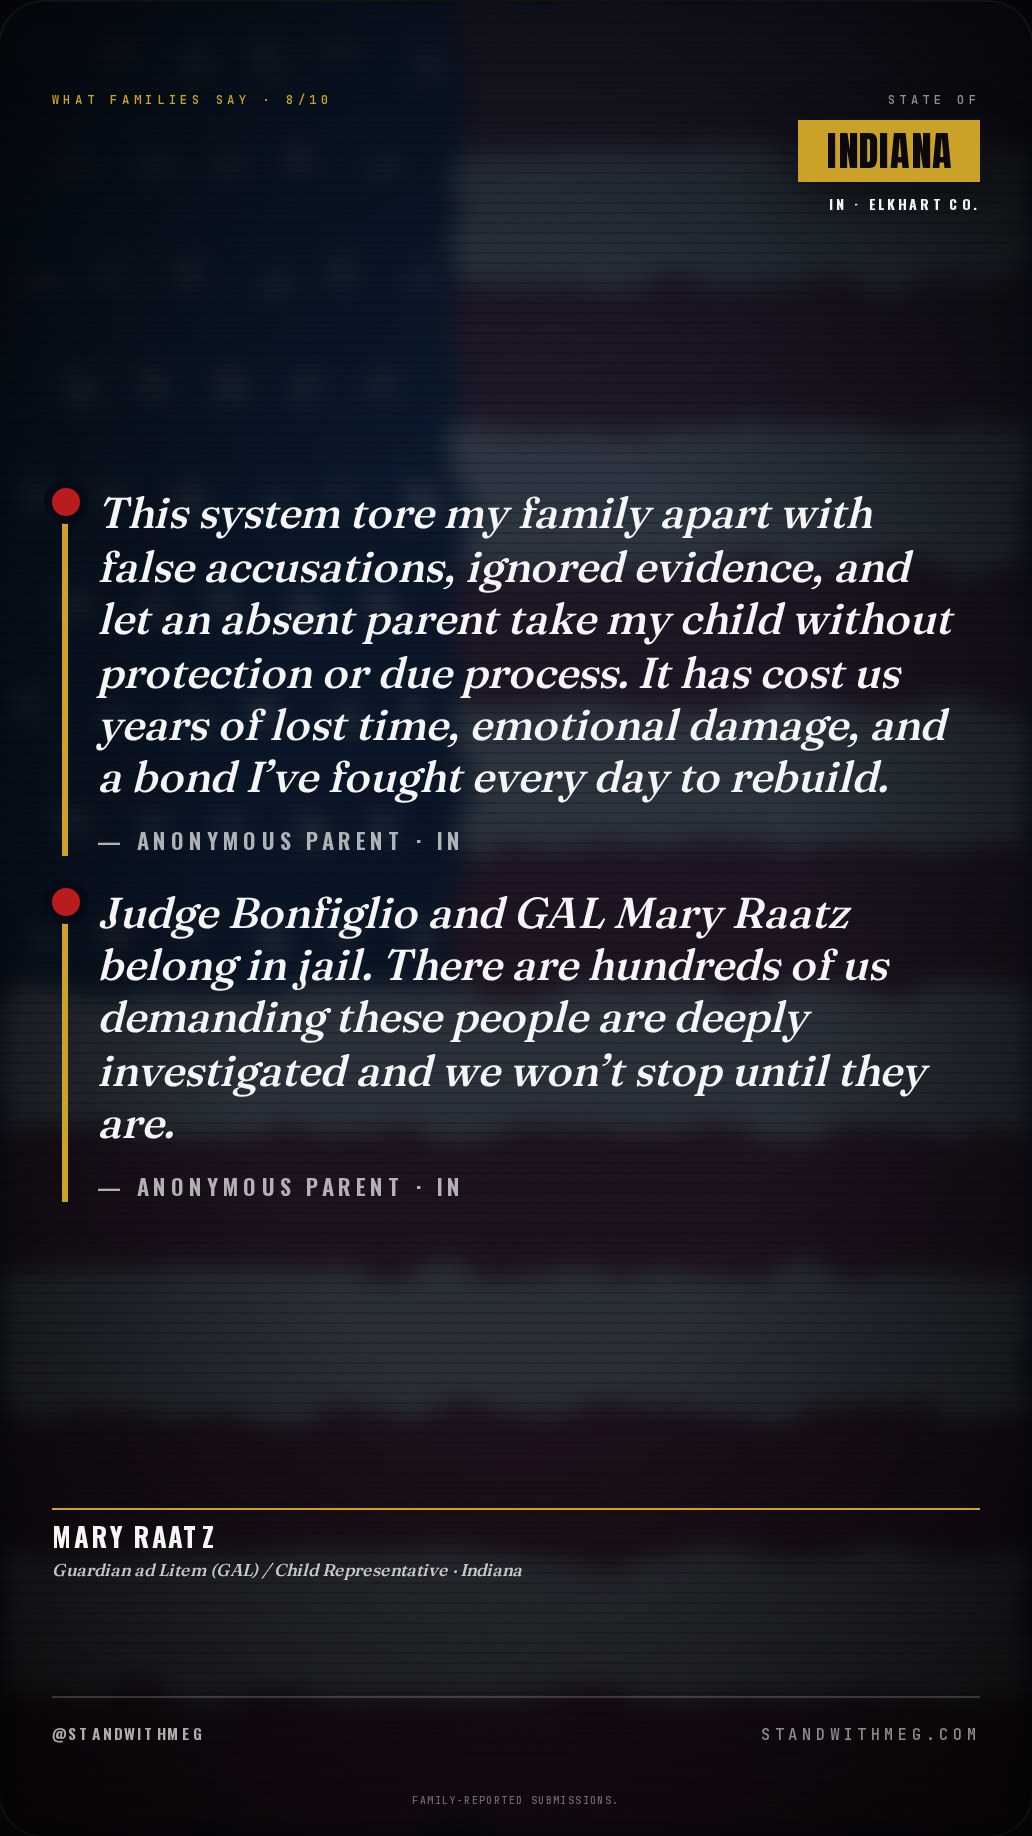 WHAT FAMILIES SAY · 8/10
STATE OF
INDIANA
IN · ELKHART CO.
This system tore my family apart with
false accusations, ignored evidence, and
let an absent parent take my child without
protection or due process. It has cost us
years of lost time, emotional damage, and
a bond I’ve fought every day to rebuild.
— ANONYMOUS PARENT · IN
Judge Bonfiglio and GAL Mary Raatz
belong in jail. There are hundreds of us
demanding these people are deeply
investigated and we won’t stop until they
are.
— ANONYMOUS PARENT · IN
MARY RAATZ
Guardian ad Litem (GAL) / Child Representative · Indiana
@STANDWITHMEG
STANDWITHMEG.COM
FAMILY-REPORTED SUBMISSIONS.